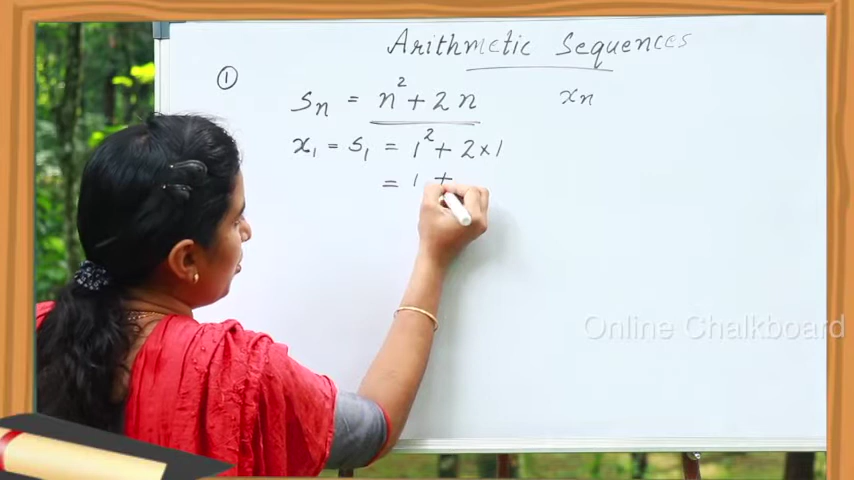 Arithmetic Sequences
①
Sn = n² + 2n xn
x₁ = S₁ = 1² + 2×1
= 1 +
Online Chalkboard